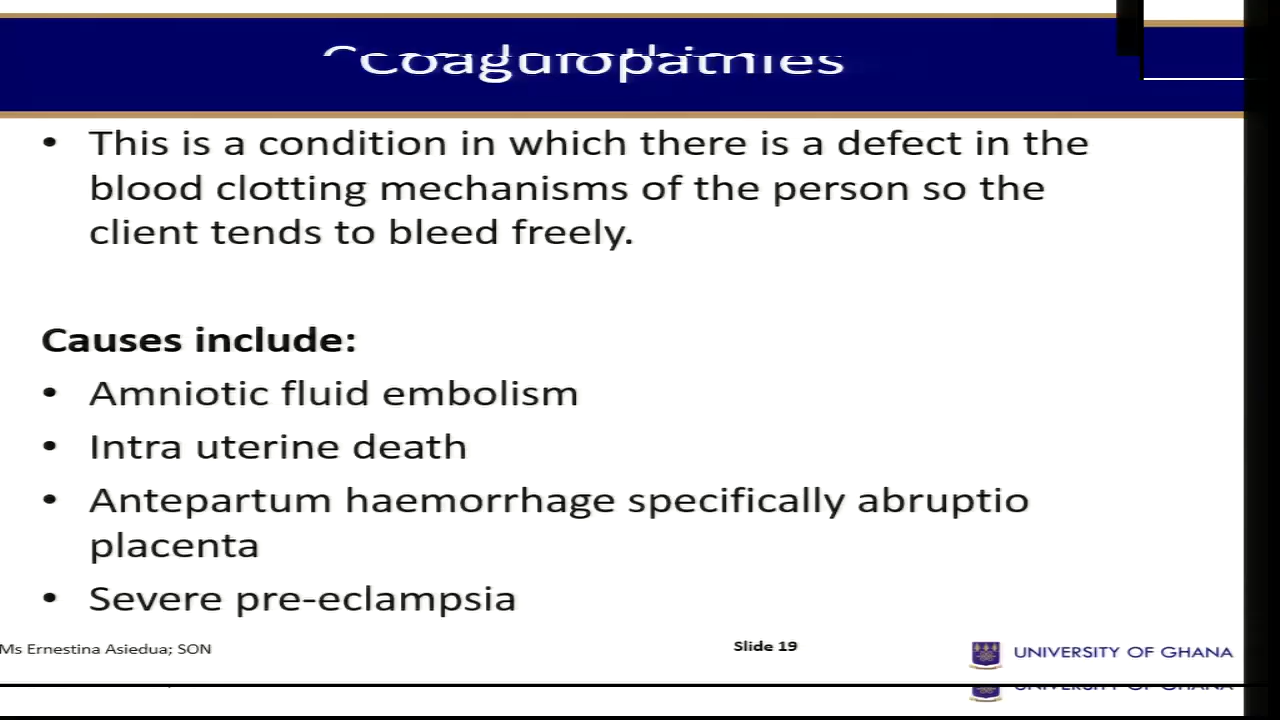 Coagulopathies
• This is a condition in which there is a defect in the
blood clotting mechanisms of the person so the
client tends to bleed freely.
Causes include:
• Amniotic fluid embolism
• Intra uterine death
• Antepartum haemorrhage specifically abruptio
placenta
• Severe pre-eclampsia
Ms Ernestina Asiedua; SON
Slide 19
UNIVERSITY OF GHANA
UNIVERSITY OF GHANA